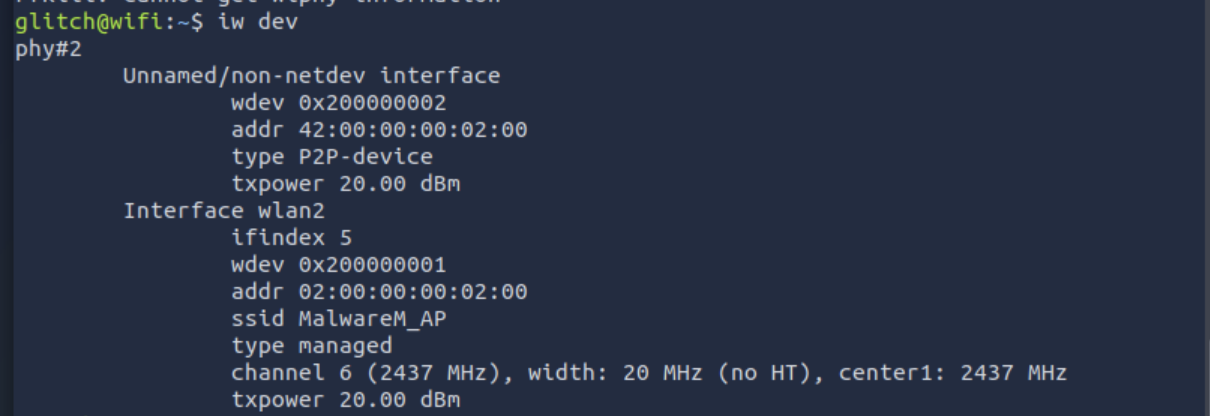 glitch@wifi:~$ iw dev
phy#2
Unnamed/non-netdev interface
wdev 0x200000002
addr 42:00:00:00:02:00
type P2P-device
txpower 20.00 dBm
Interface wlan2
ifindex 5
wdev 0x200000001
addr 02:00:00:00:02:00
ssid MalwareM_AP
type managed
channel 6 (2437 MHz), width: 20 MHz (no HT), center1: 2437 MHz
txpower 20.00 dBm